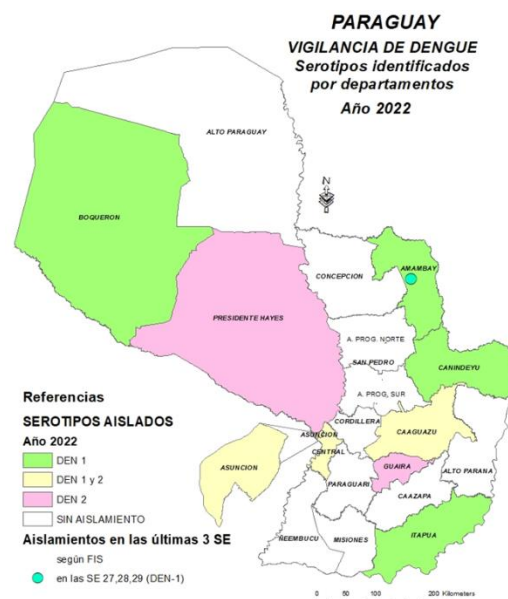 PARAGUAY
VIGILANCIA DE DENGUE
Serotipos identificados
por departamentos
Año 2022
ALTO PARAGUAY
BOQUERON
N
CONCEPCION
AMAMBAY
PRESIDENTE HAYES
A. PROG. NORTE
SAN PEDRO
CANINDEYU
A. PROG, SUR
CORDILLERA
ASUNCION
CAAGUAZU
CENTRAL
ASUNCION
GUAIRA
ALTO PARANA
PARAGUARI
CAAZAPA
ÑEEMBUCU
MISIONES
ITAPUA
Referencias
SEROTIPOS AISLADOS
Año 2022
DEN 1
DEN 1 y 2
DEN 2
SIN AISLAMIENTO
Aislamientos en las últimas 3 SE
según FIS
en las SE 27,28,29 (DEN-1)
0 50 100 200 Kilometers